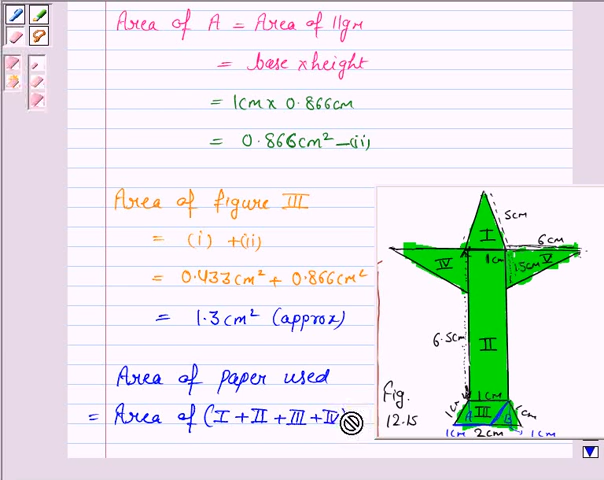 Area of A = Area of llgm
= base x height
= 1cm x 0.866cm
= 0.866cm² —(ii)
Area of figure III
= (i) + (ii)
= 0.433cm² + 0.866cm²
= 1.3cm² (approx)
Area of paper used
= Area of (I + II + III + IV)
5cm
I
6cm
1cm
IV
1.5cm
V
6.5cm
II
1cm
Fig.
12.15
1cm
A
III
B
1cm
1cm
2cm
1cm